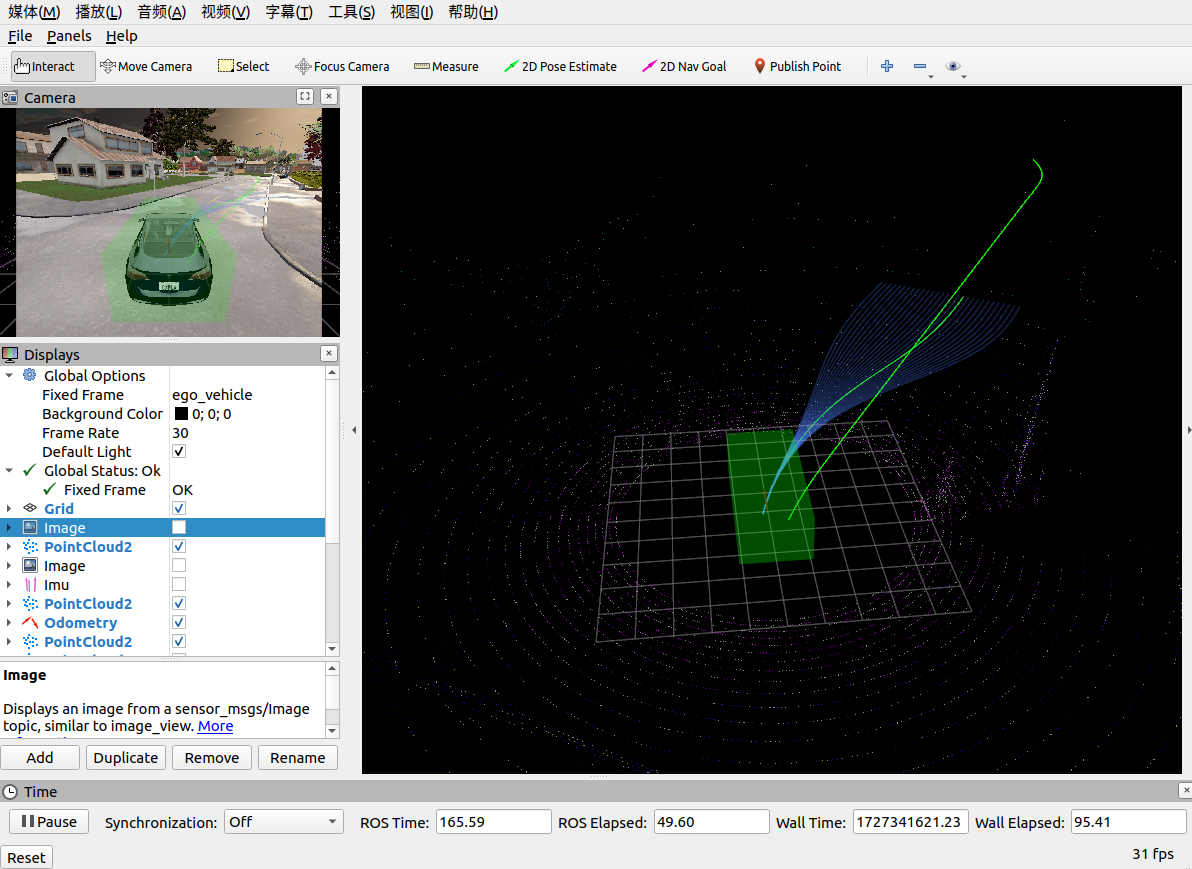 媒体(M) 播放(L) 音频(A) 视频(V) 字幕(T) 工具(S) 视图(I) 帮助(H)
File Panels Help
Interact Move Camera Select Focus Camera Measure 2D Pose Estimate 2D Nav Goal Publish Point
Camera
Displays
Global Options
Fixed Frame ego_vehicle
Background Color 0; 0; 0
Frame Rate 30
Default Light
Global Status: Ok
Fixed Frame OK
Grid
Image
PointCloud2
Image
Imu
PointCloud2
Odometry
PointCloud2
Image
Displays an image from a sensor_msgs/Image
topic, similar to image_view. More
Add Duplicate Remove Rename
Time
Pause Synchronization: Off ROS Time: 165.59 ROS Elapsed: 49.60 Wall Time: 1727341621.23 Wall Elapsed: 95.41
Reset 31 fps